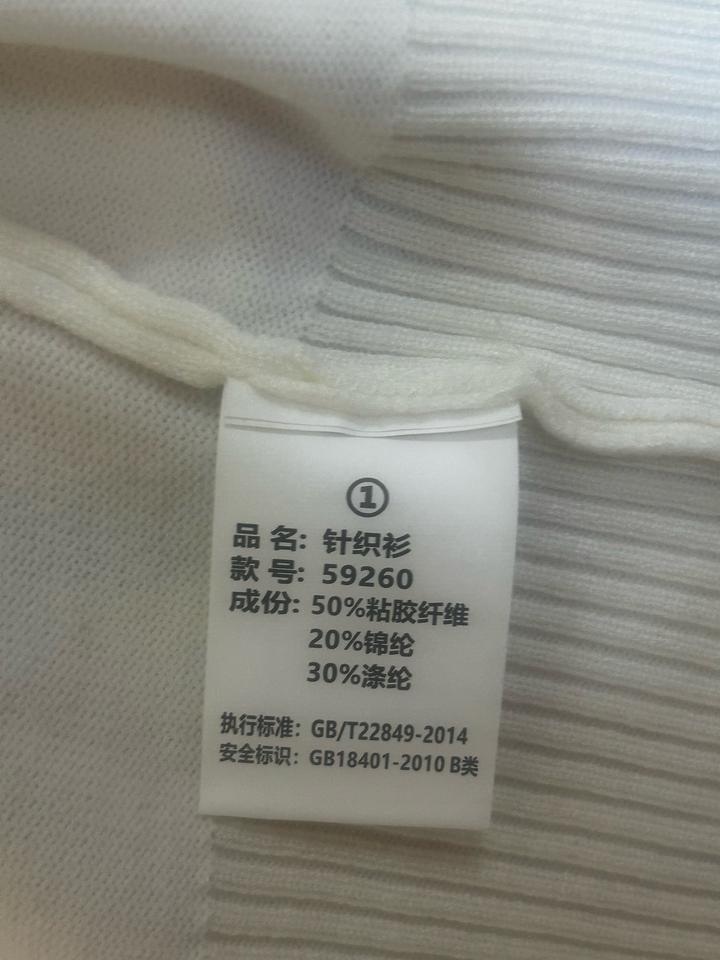 ①
品 名: 针织衫
款 号: 59260
成份: 50%粘胶纤维
20%锦纶
30%涤纶
执行标准: GB/T22849-2014
安全标识: GB18401-2010 B类